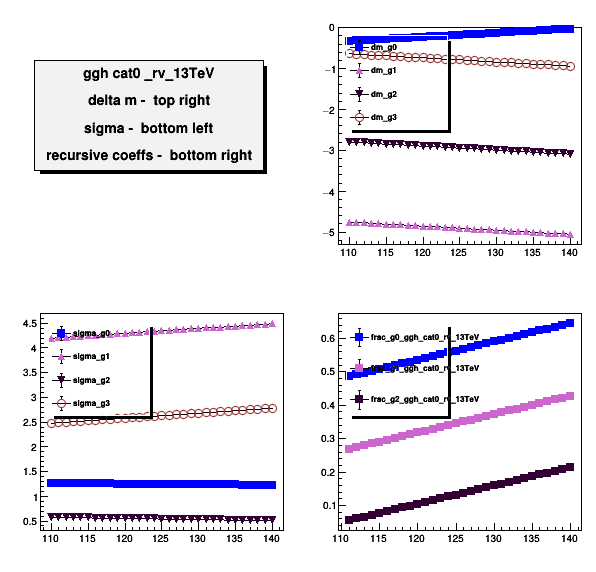 ggh cat0 _rv_13TeV
delta m - top right
sigma - bottom left
recursive coeffs - bottom right
0
−1
−2
−3
−4
−5
dm_g0
dm_g1
dm_g2
dm_g3
110 115 120 125 130 135 140
4.5
4
3.5
3
2.5
2
1.5
1
0.5
sigma_g0
sigma_g1
sigma_g2
sigma_g3
110 115 120 125 130 135 140
0.6
0.5
0.4
0.3
0.2
0.1
frac_g0_ggh_cat0_rv_13TeV
frac_g1_ggh_cat0_rv_13TeV
frac_g2_ggh_cat0_rv_13TeV
110 115 120 125 130 135 140